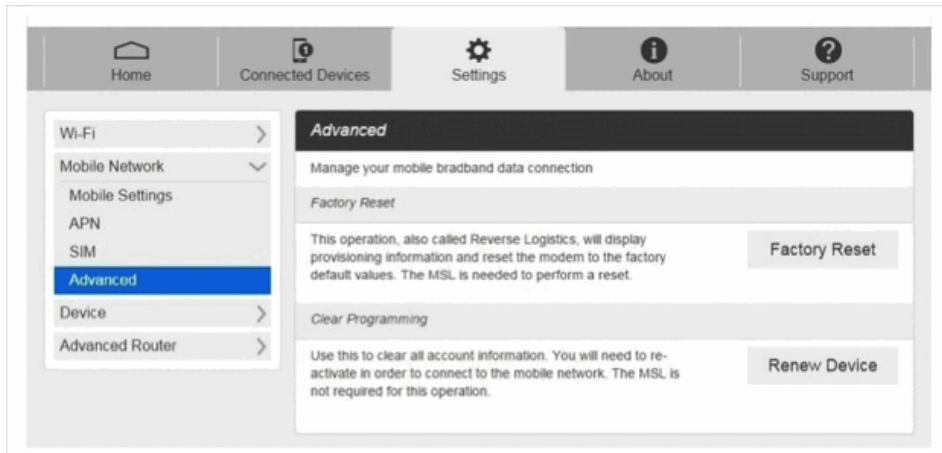 Home
Connected Devices
1
Settings
About
Support
Wi-Fi
Mobile Network
Mobile Settings
APN
SIM
Advanced
Device
Advanced Router
Advanced
Manage your mobile bradband data connection
Factory Reset
This operation, also called Reverse Logistics, will display
provisioning information and reset the modem to the factory
default values. The MSL is needed to perform a reset.
Factory Reset
Clear Programming
Use this to clear all account information. You will need to re-
activate in order to connect to the mobile network. The MSL is
not required for this operation.
Renew Device